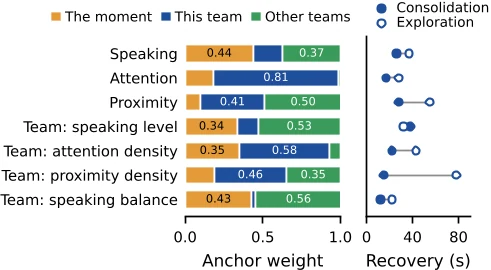 The moment This team Other teams
Consolidation
Exploration
Speaking 0.44 0.37
Attention 0.81
Proximity 0.41 0.50
Team: speaking level 0.34 0.53
Team: attention density 0.35 0.58
Team: proximity density 0.46 0.35
Team: speaking balance 0.43 0.56
0.0 0.5 1.0 0 40 80
Anchor weight Recovery (s)